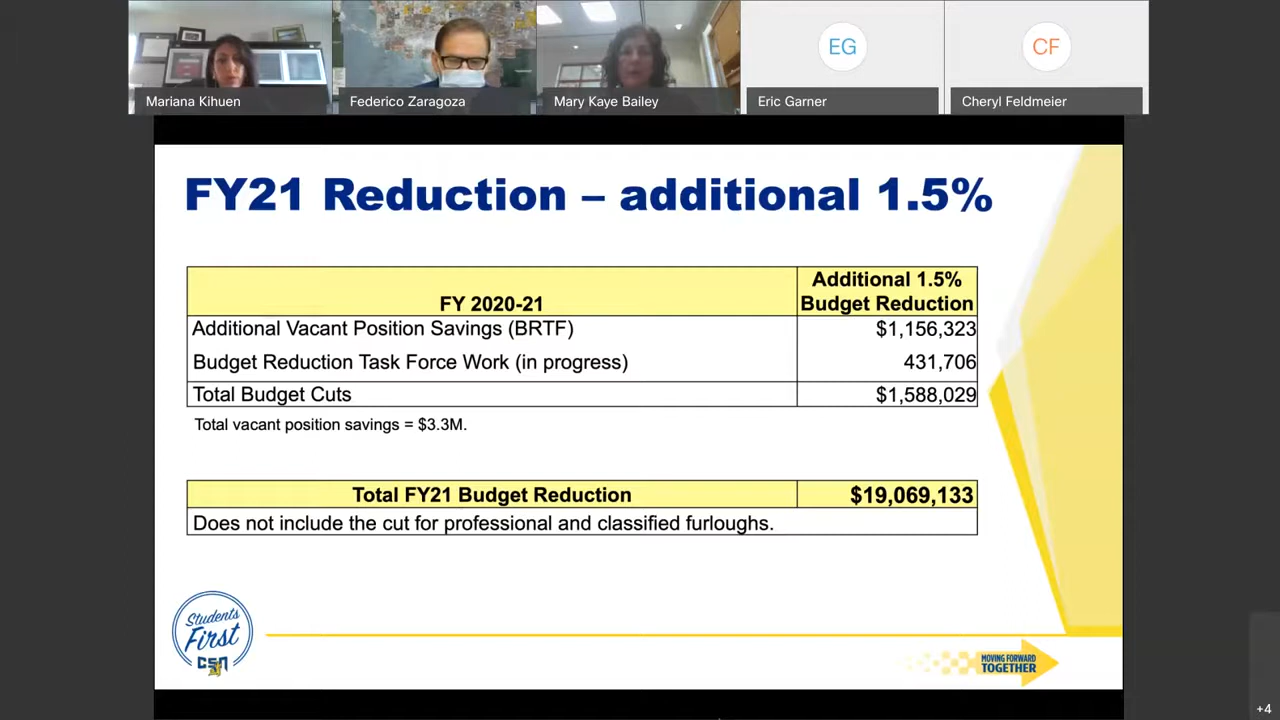 Mariana Kihuen
Federico Zaragoza
Mary Kaye Bailey
EG
Eric Garner
CF
Cheryl Feldmeier
FY21 Reduction – additional 1.5%
FY 2020-21
Additional 1.5%
Budget Reduction
Additional Vacant Position Savings (BRTF)
$1,156,323
Budget Reduction Task Force Work (in progress)
431,706
Total Budget Cuts
$1,588,029
Total vacant position savings = $3.3M.
Total FY21 Budget Reduction
$19,069,133
Does not include the cut for professional and classified furloughs.
Students
First
CSN
MOVING FORWARD
TOGETHER
+4